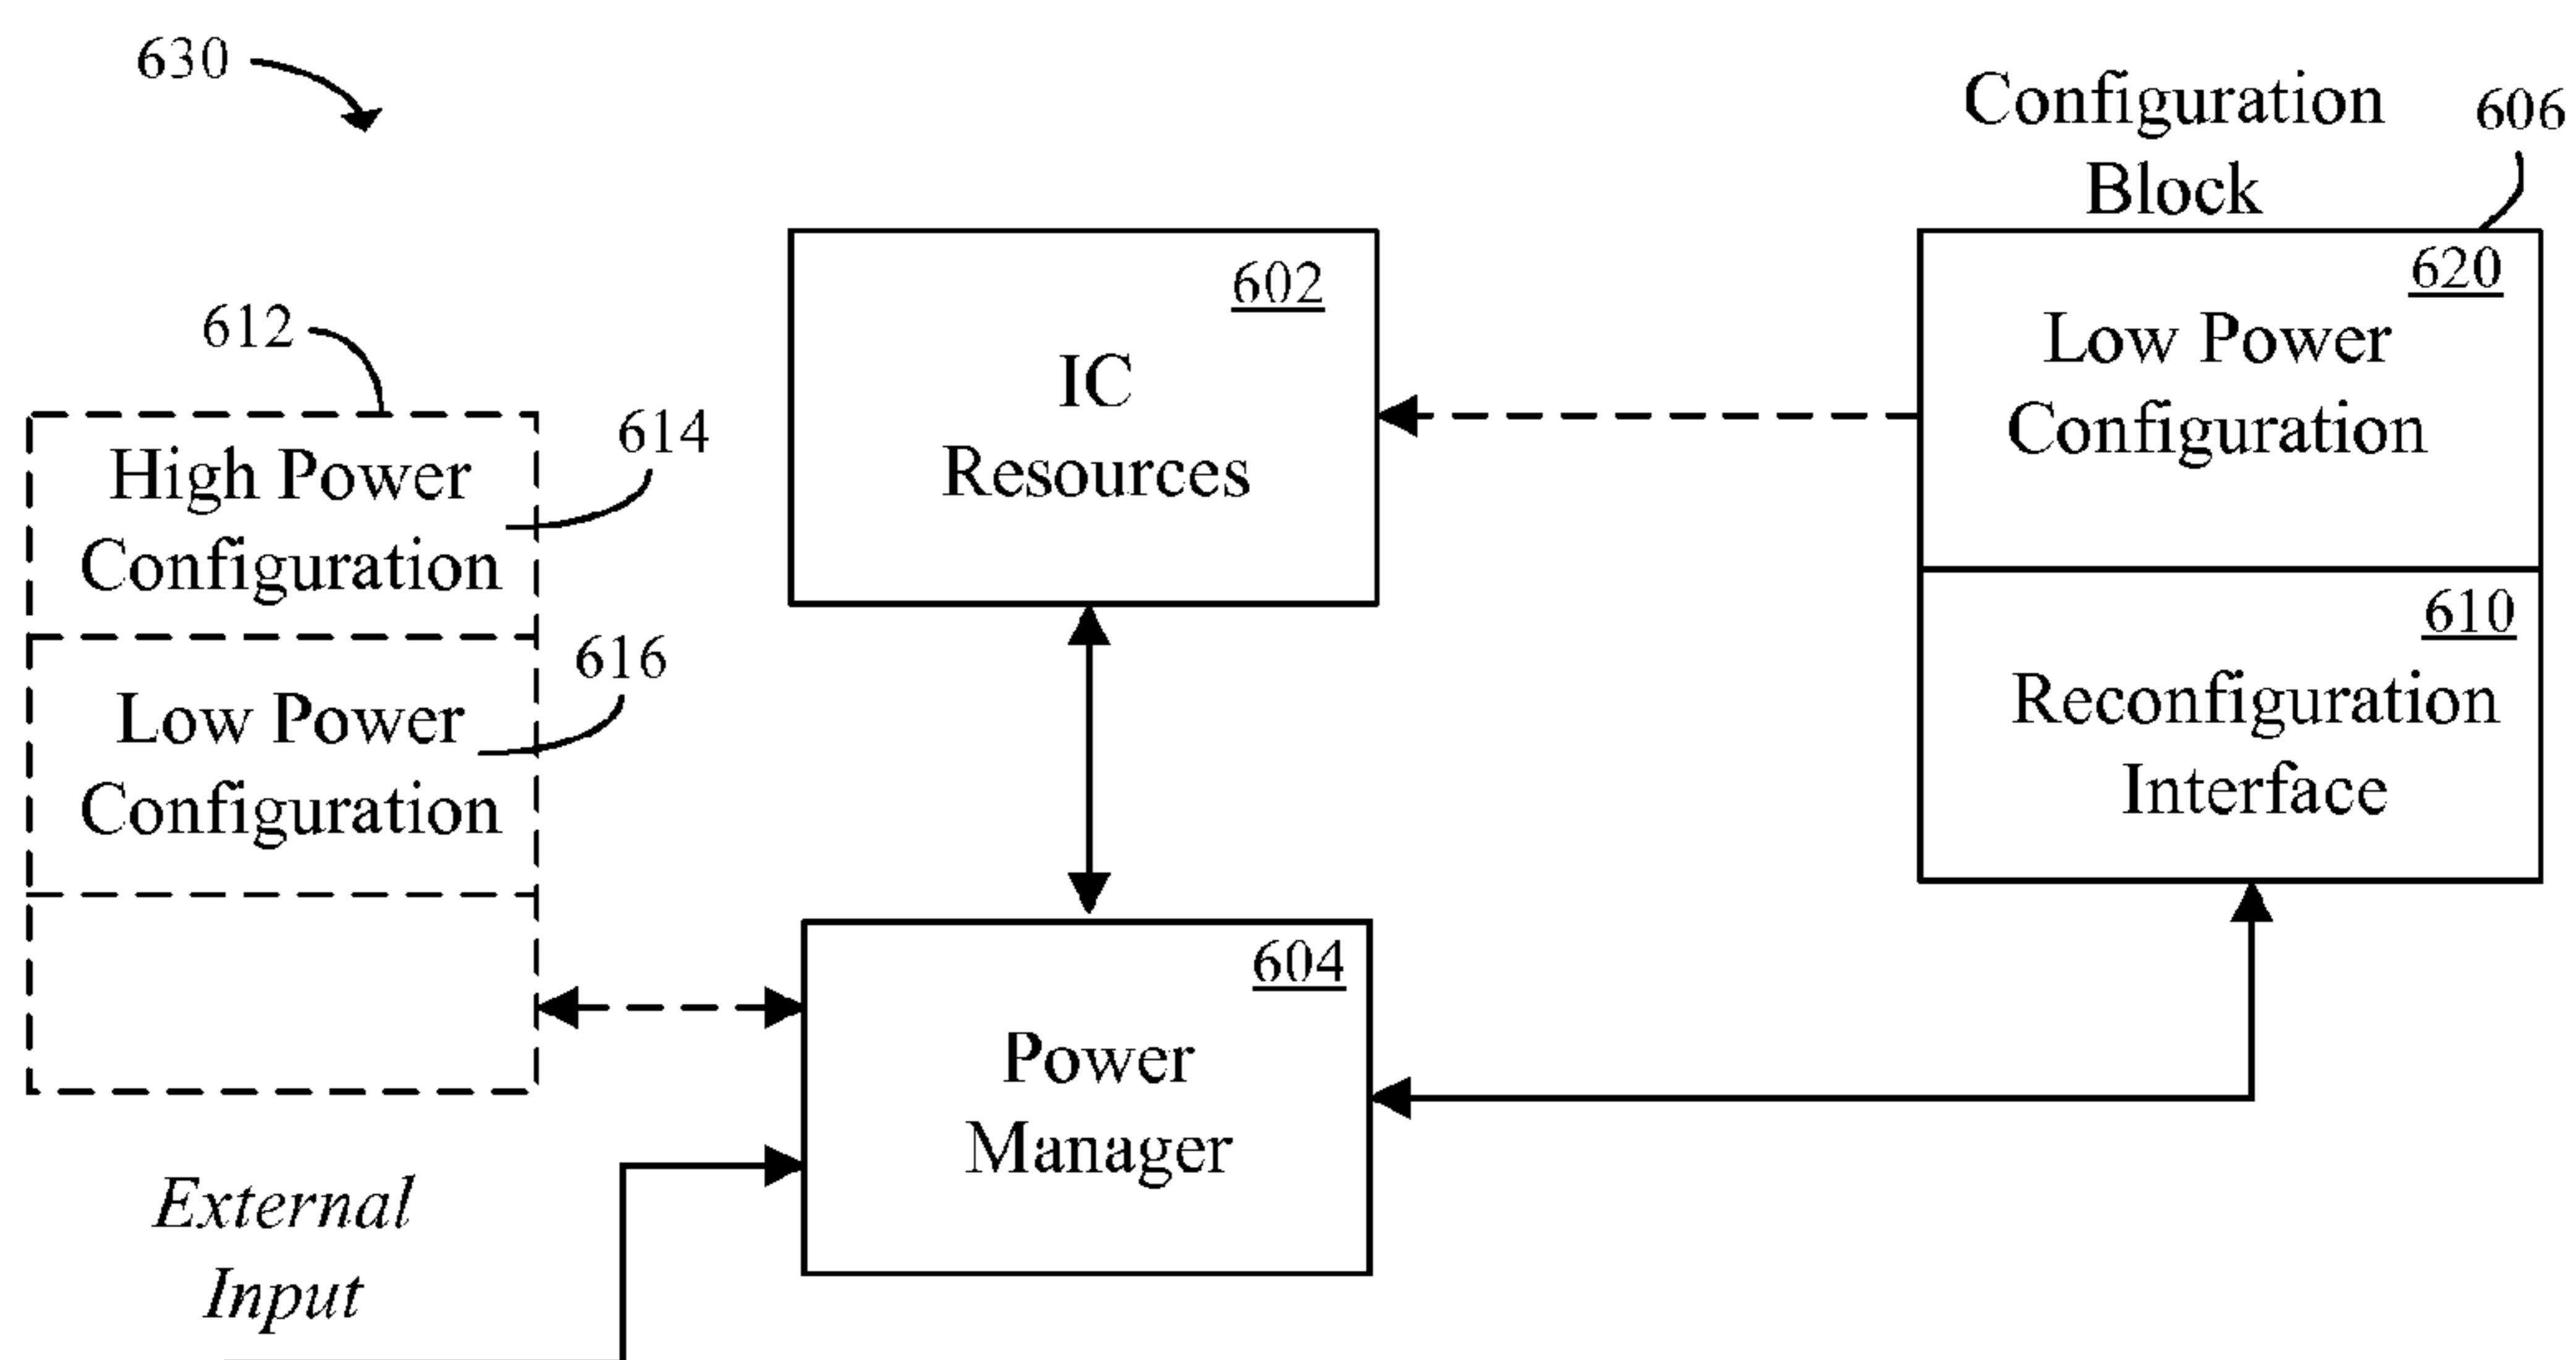 630
Configuration
Block
606
602
IC
Resources
620
Low Power
Configuration
612
614
High Power
Configuration
616
Low Power
Configuration
610
Reconfiguration
Interface
604
Power
Manager
External
Input